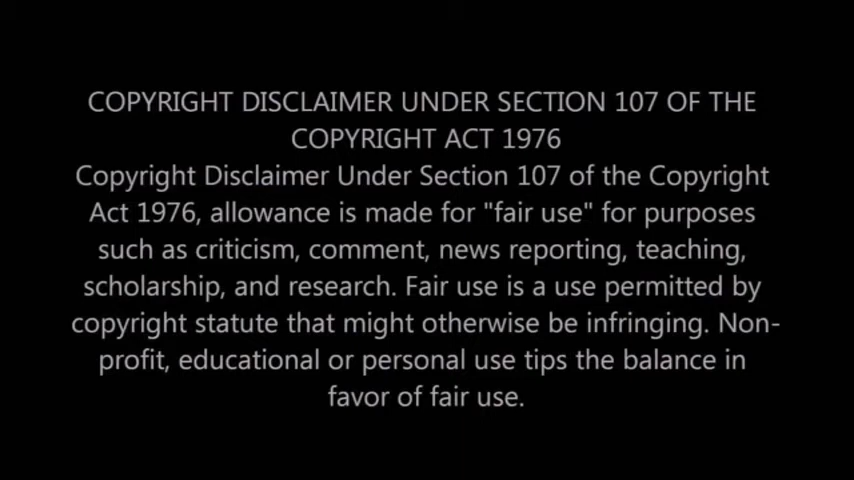 COPYRIGHT DISCLAIMER UNDER SECTION 107 OF THE
COPYRIGHT ACT 1976
Copyright Disclaimer Under Section 107 of the Copyright
Act 1976, allowance is made for "fair use" for purposes
such as criticism, comment, news reporting, teaching,
scholarship, and research. Fair use is a use permitted by
copyright statute that might otherwise be infringing. Non-
profit, educational or personal use tips the balance in
favor of fair use.